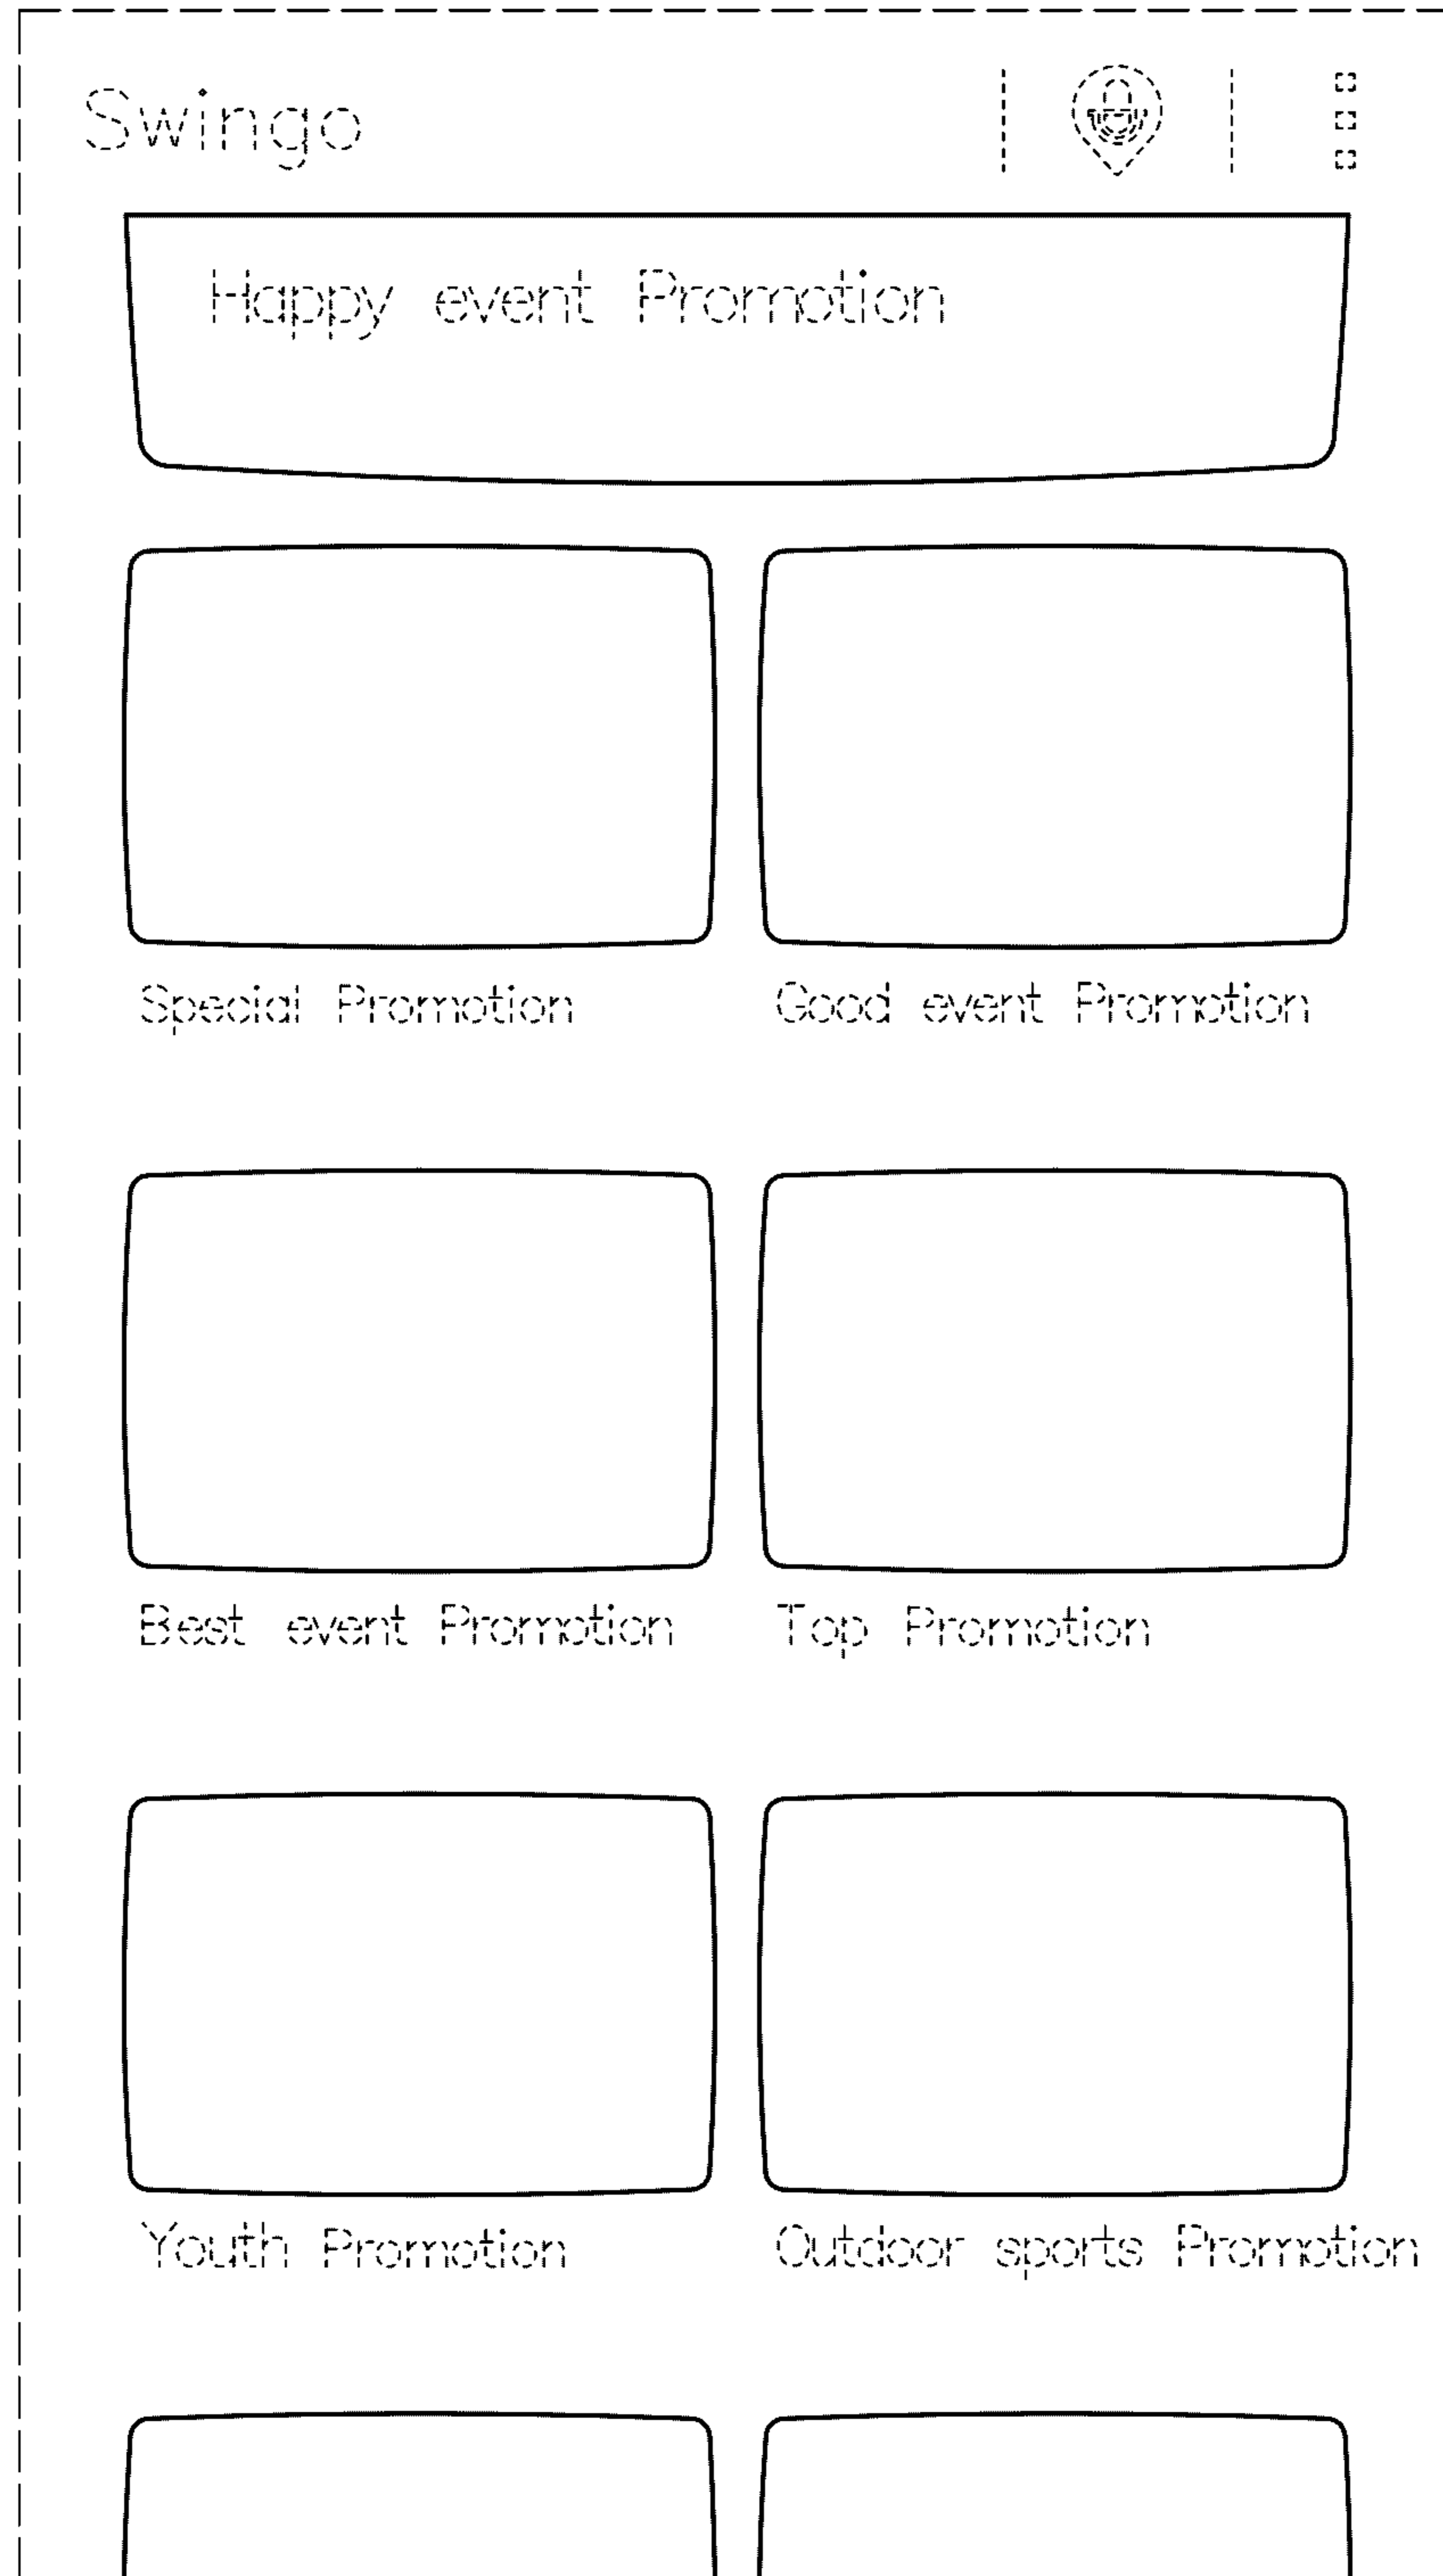 Swingo
Happy event Promotion
Special Promotion
Good event Promotion
Best event Promotion
Top Promotion
Youth Promotion
Outdoor sports Promotion